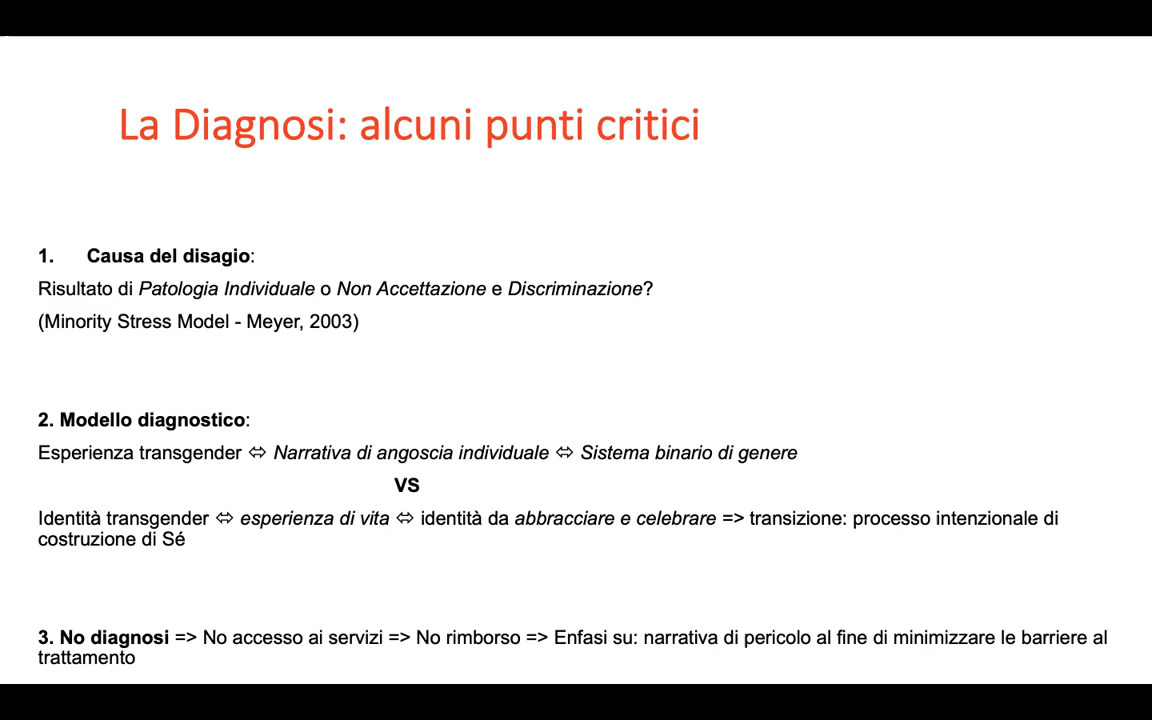 La Diagnosi: alcuni punti critici
1. Causa del disagio:
Risultato di Patologia Individuale o Non Accettazione e Discriminazione?
(Minority Stress Model - Meyer, 2003)
2. Modello diagnostico:
Esperienza transgender ⬄ Narrativa di angoscia individuale ⬄ Sistema binario di genere
VS
Identità transgender ⬄ esperienza di vita ⬄ identità da abbracciare e celebrare => transizione: processo intenzionale di
costruzione di Sé
3. No diagnosi => No accesso ai servizi => No rimborso => Enfasi su: narrativa di pericolo al fine di minimizzare le barriere al
trattamento